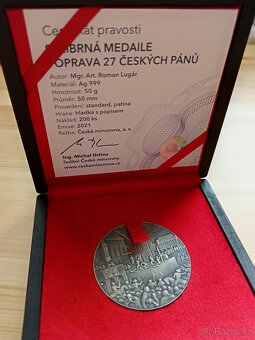 Certifikát pravosti
STŘÍBRNÁ MEDAILE
POPRAVA 27 ČESKÝCH PÁNŮ
Autor: Mgr. Art. Roman Lugár
Materiál: Ag 999
Hmotnost: 50 g
Průměr: 50 mm
Provedení: standard, patina
Hrana: hladká s popisem
Náklad: 200 ks
Emise: 2021
Ražba: Česká mincovna, a. s.
Ing. Michal Drtina
ředitel České mincovny
www.ceskamincovna.cz